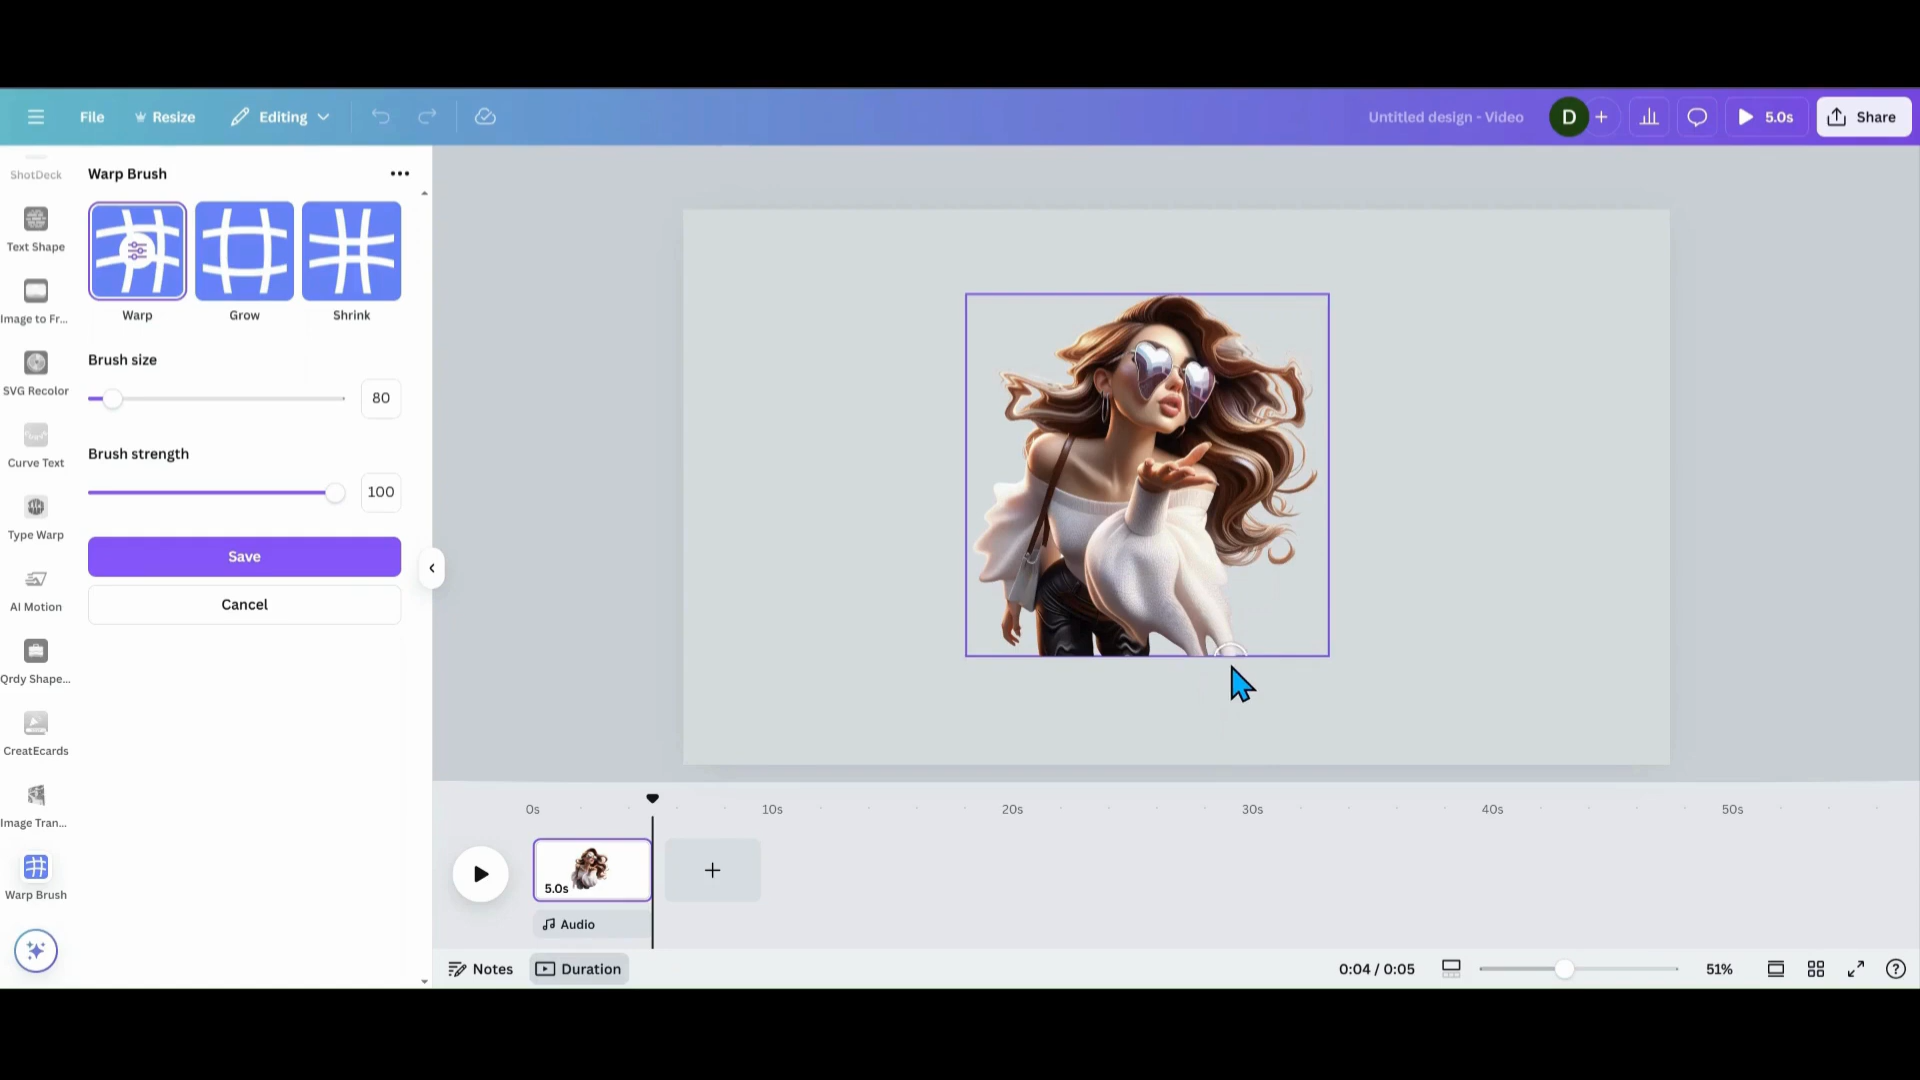 File
Resize
Editing
Untitled design - Video
D
5.0s
Share
ShotDeck
Text Shape
Image to Fr...
SVG Recolor
Curve Text
Type Warp
AI Motion
Qrdy Shape...
CreatEcards
Image Tran...
Warp Brush
Warp Brush
Warp
Grow
Shrink
Brush size
80
Brush strength
100
Save
Cancel
0s
10s
20s
30s
40s
50s
5.0s
Audio
Notes
Duration
0:04 / 0:05
51%